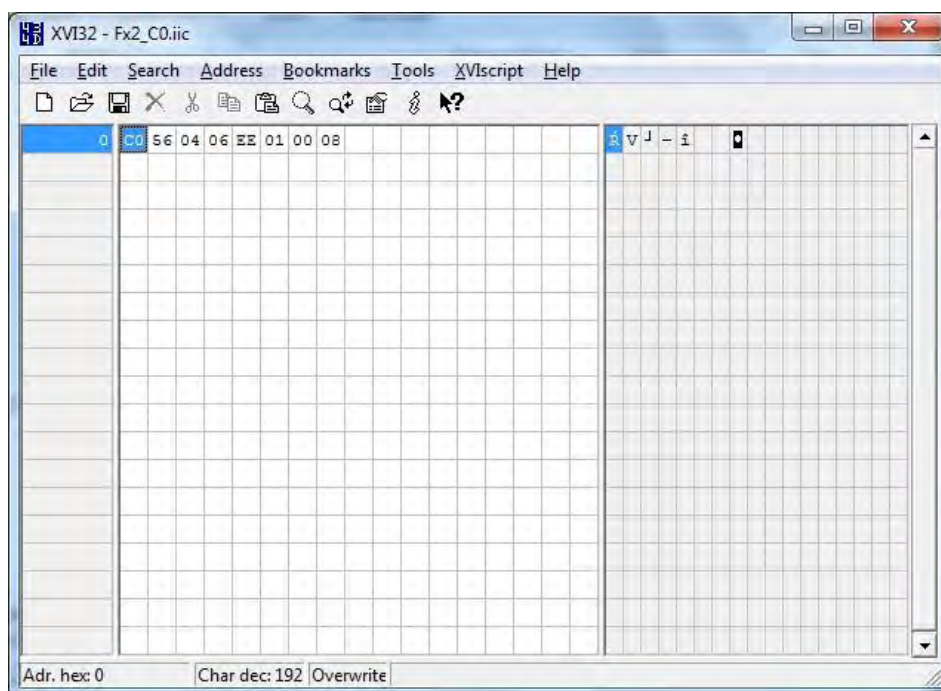 XVI32 - Fx2_C0.iic
File Edit Search Address Bookmarks Tools XVIscript Help
0 C0 56 04 06 EE 01 00 08 Ŕ V ┘ - î ◘
Adr. hex: 0 Char dec: 192 Overwrite